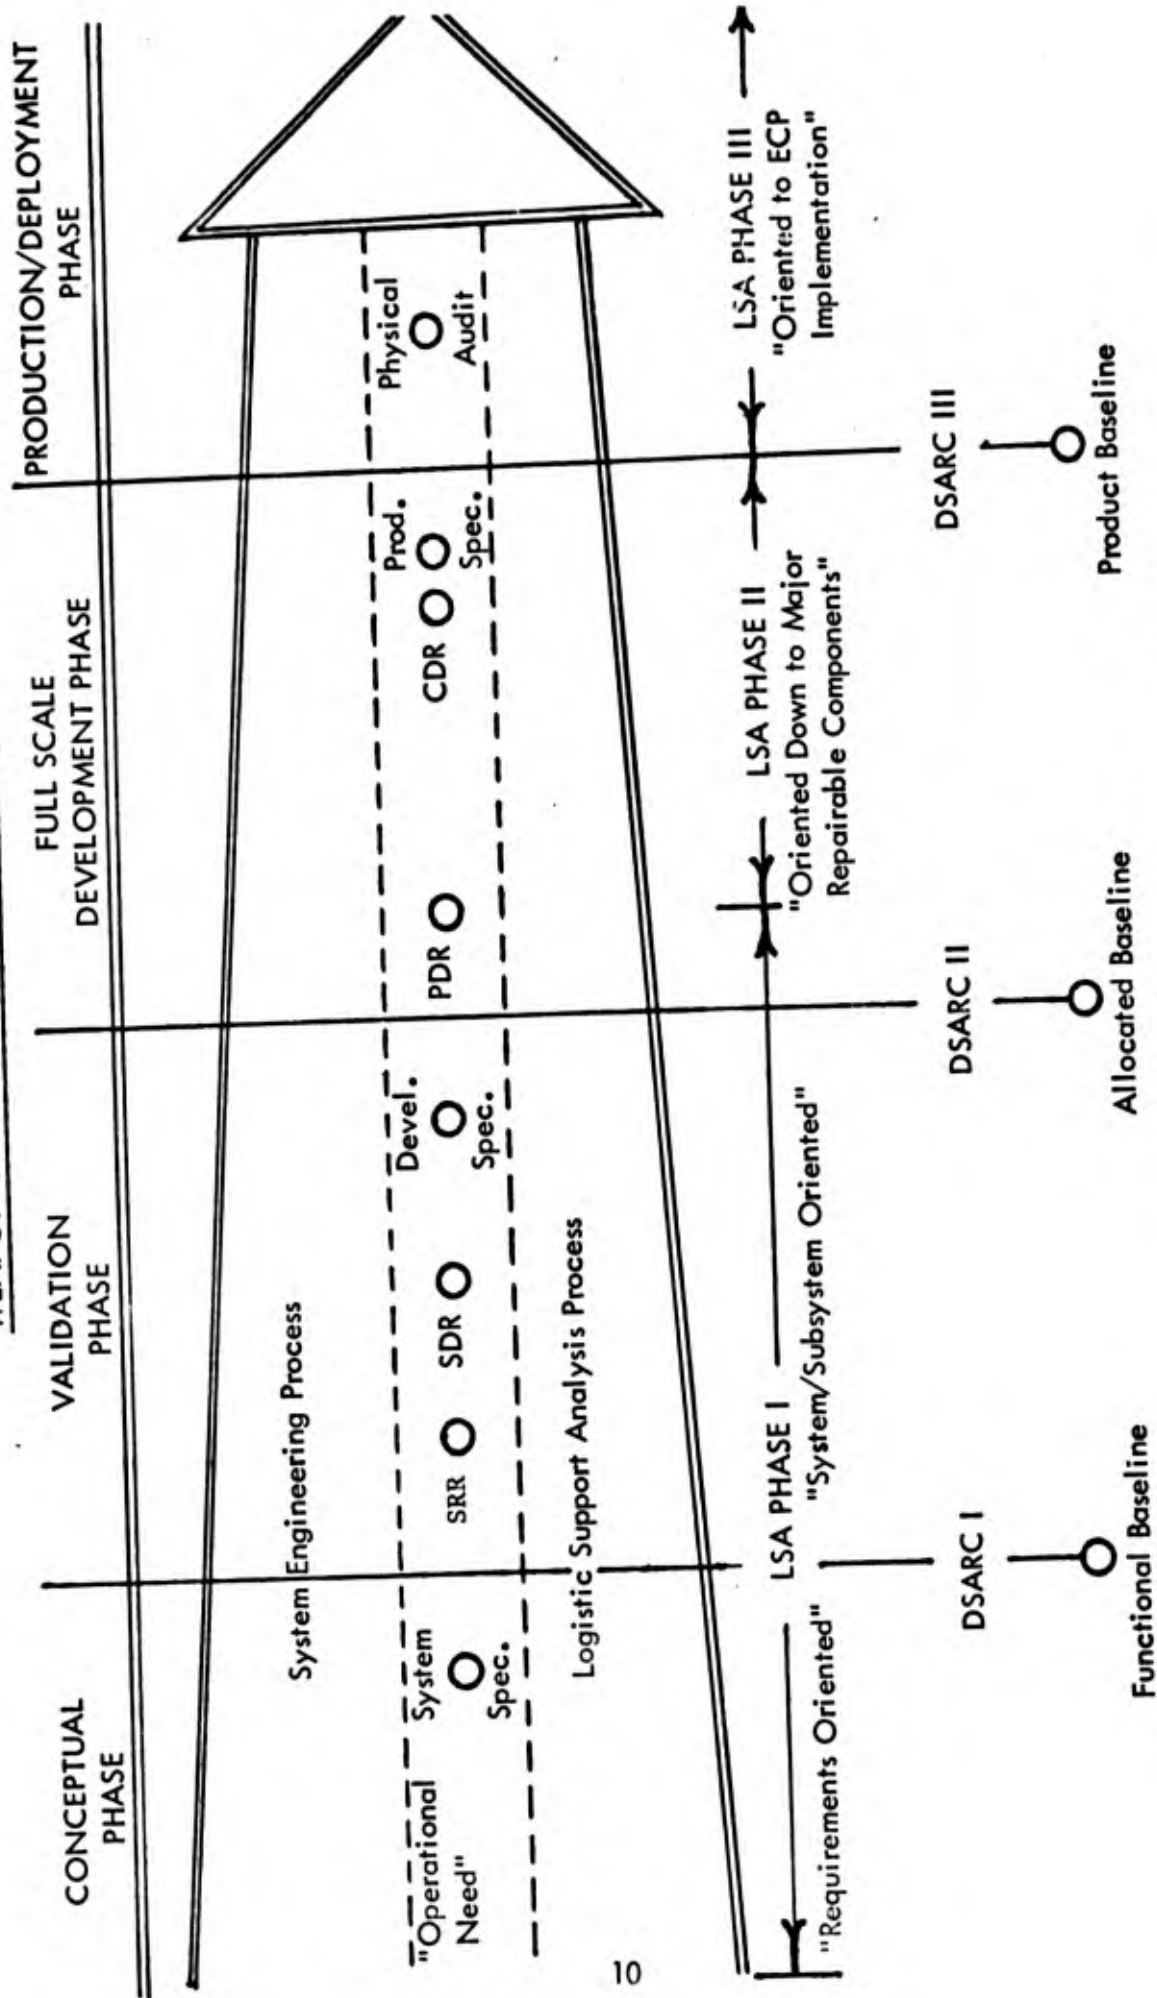 CONCEPTUAL
PHASE
VALIDATION
PHASE
FULL SCALE
DEVELOPMENT PHASE
PRODUCTION/DEPLOYMENT
PHASE
System Engineering Process
"Operational
Need"
System
Spec.
SRR
SDR
Devel.
Spec.
PDR
CDR
Prod.
Spec.
Physical
Audit
Logistic Support Analysis Process
10
LSA PHASE I
"Requirements Oriented"
"System/Subsystem Oriented"
LSA PHASE II
"Oriented Down to Major
Repairable Components"
LSA PHASE III
"Oriented to ECP
Implementation"
DSARC I
DSARC II
DSARC III
Functional Baseline
Allocated Baseline
Product Baseline